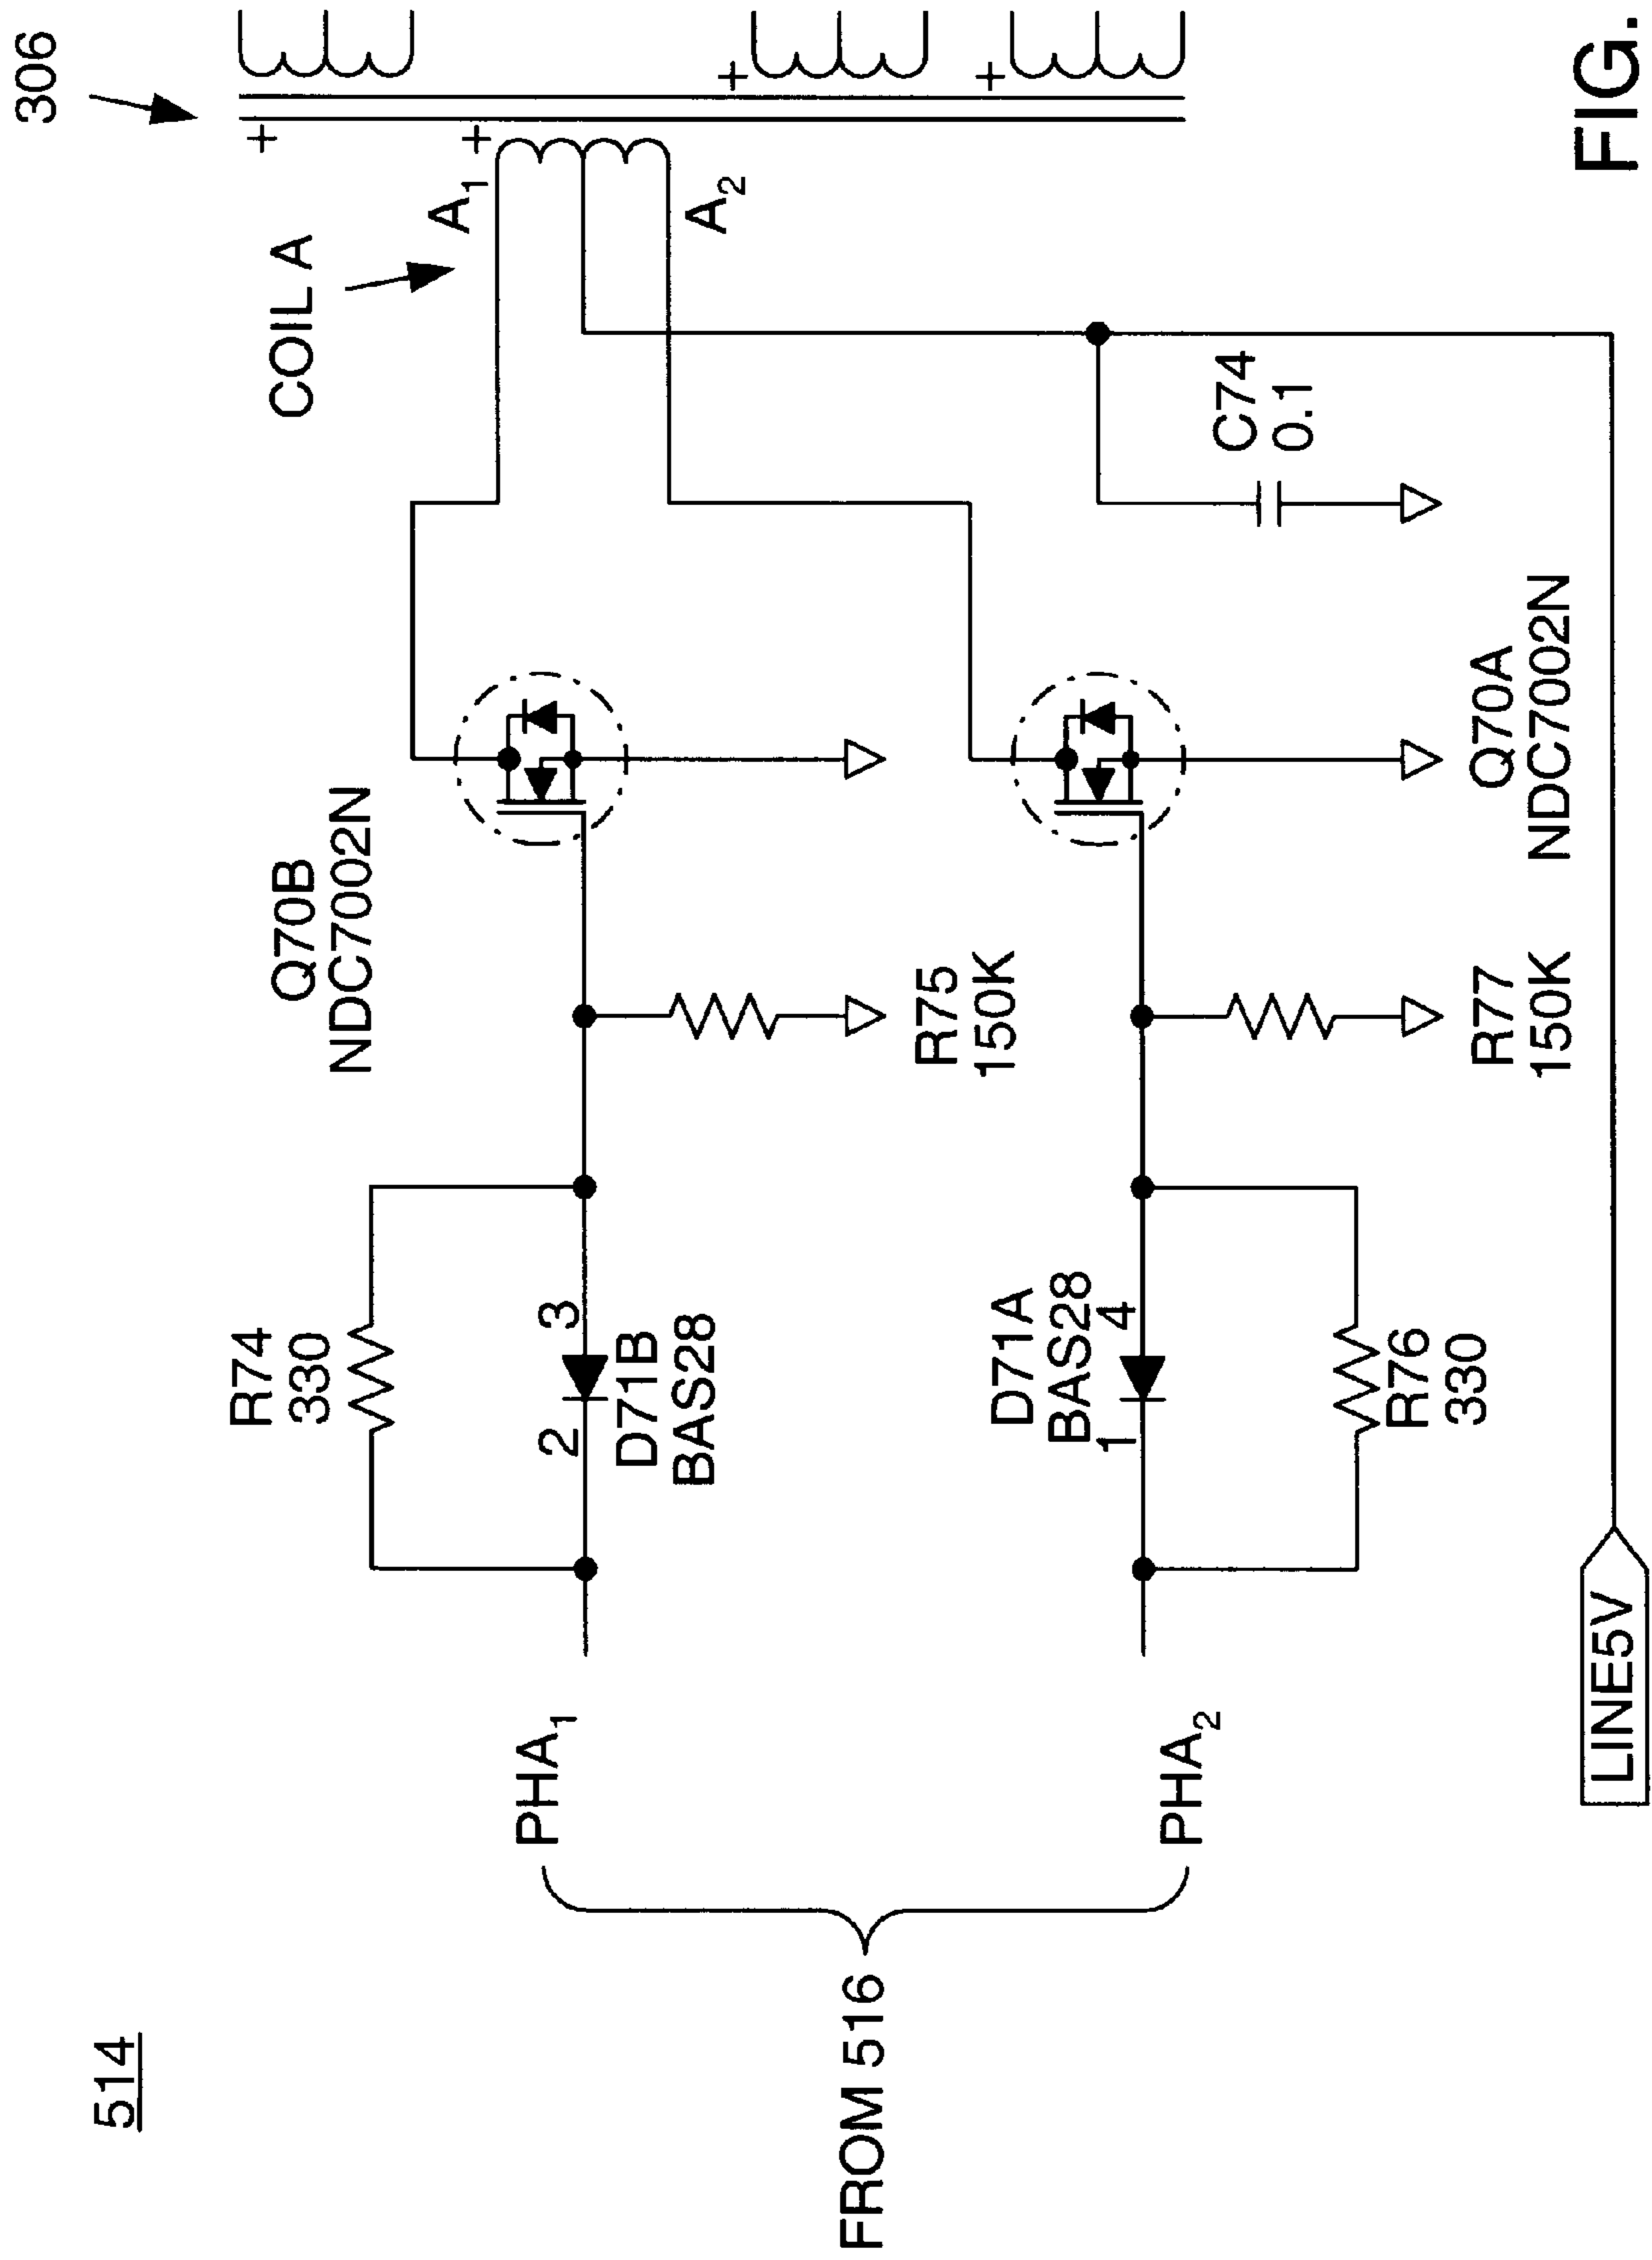 514
306
COIL A
A1
A2
Q70B
NDC7002N
R74
330
2
3
D71B
BAS28
R75
150K
PHA1
FROM 516
PHA2
D71A
BAS28
1
4
R76
330
R77
150K
Q70A
NDC7002N
C74
0.1
LINE5V
+
+
+
+
FIG.